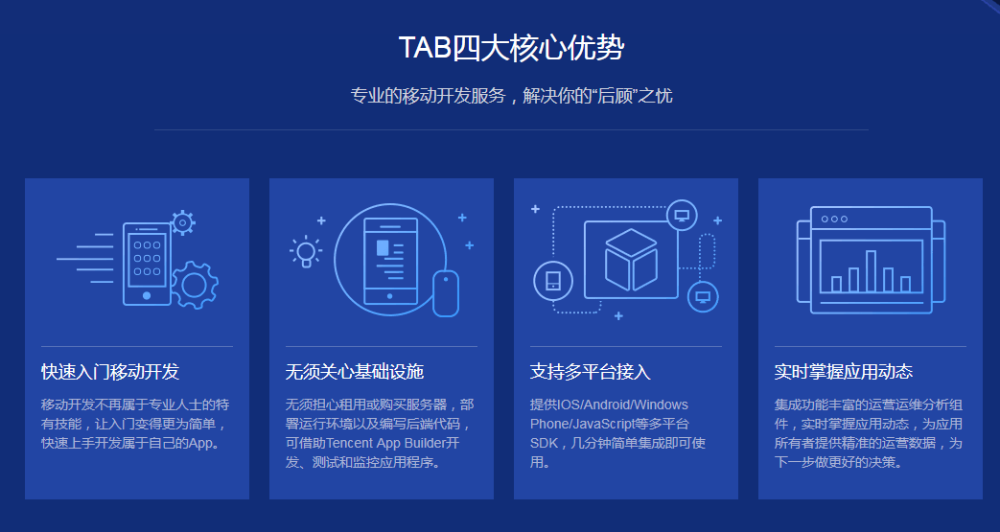 TAB四大核心优势
专业的移动开发服务，解决你的“后顾”之忧
快速入门移动开发
移动开发不再属于专业人士的特
有技能，让入门变得更为简单，
快速上手开发属于自己的App。
无须关心基础设施
无须担心租用或购买服务器，部
署运行环境以及编写后端代码，
可借助Tencent App Builder开
发、测试和监控应用程序。
支持多平台接入
提供IOS/Android/Windows
Phone/JavaScript等多平台
SDK，几分钟简单集成即可使
用。
实时掌握应用动态
集成功能丰富的运营运维分析组
件，实时掌握应用动态，为应用
所有者提供精准的运营数据，为
下一步做更好的决策。